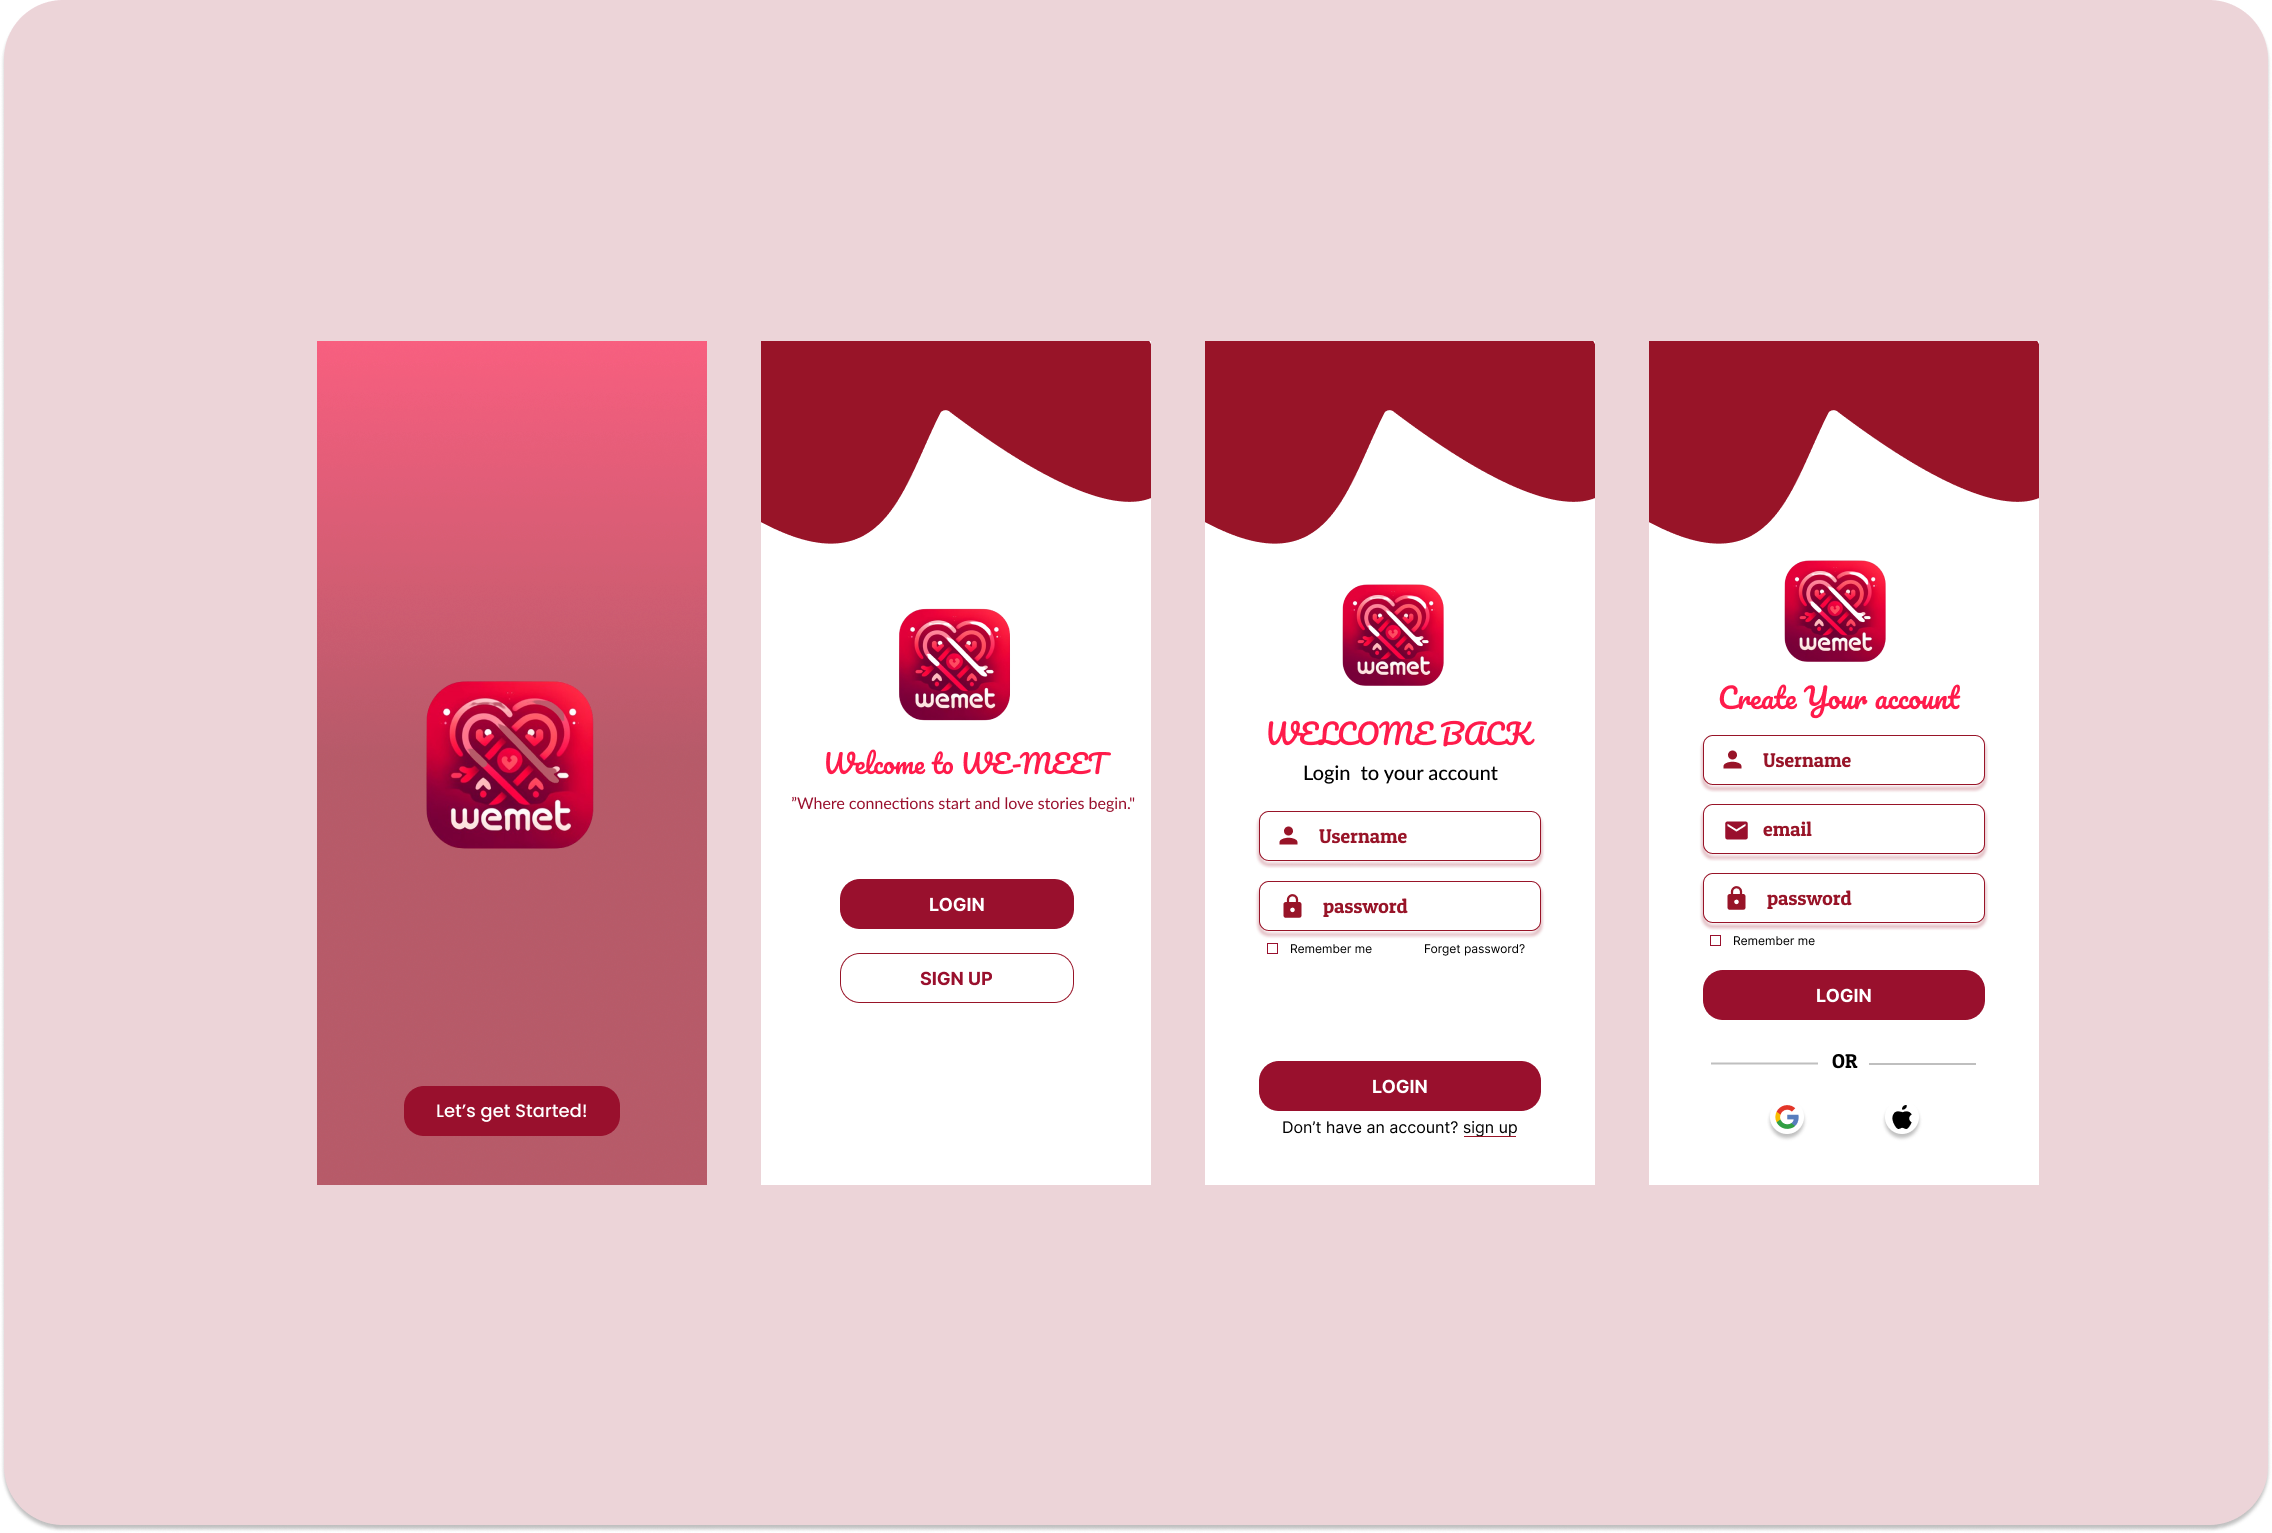 wemet
Let's get Started!
wemet
Welcome to WE-MEET
"Where connections start and love stories begin."
LOGIN
SIGN UP
wemet
WELCOME BACK
Login to your account
Username
password
Remember me
Forget password?
LOGIN
Don't have an account? sign up
wemet
Create Your account
Username
email
password
Remember me
LOGIN
OR